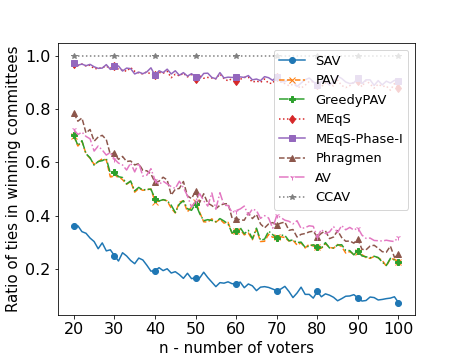 Ratio of ties in winning committees
1.0
0.8
0.6
0.4
0.2
20 30 40 50 60 70 80 90 100
n - number of voters
SAV
PAV
GreedyPAV
MEqS
MEqS-Phase-I
Phragmen
AV
CCAV